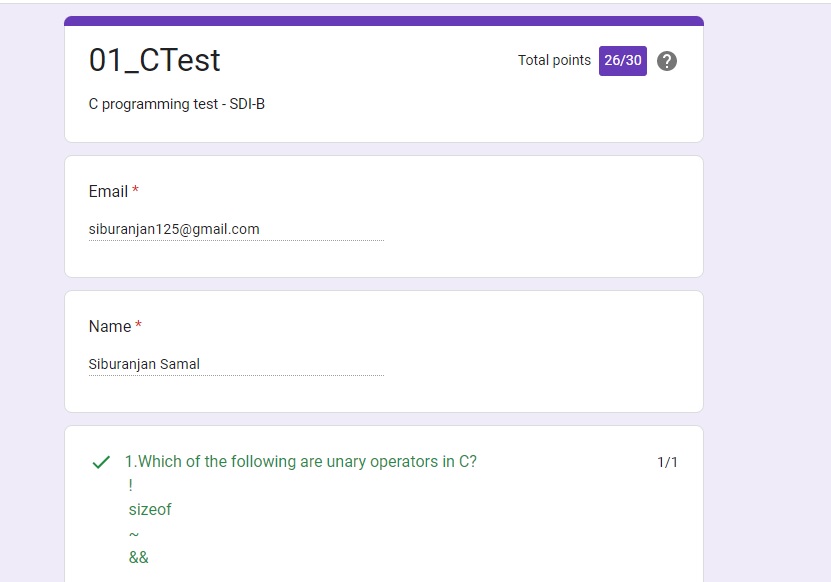 01_CTest
Total points 26/30 ?
C programming test - SDI-B
Email *
siburanjan125@gmail.com
Name *
Siburanjan Samal
1.Which of the following are unary operators in C? 1/1
!
sizeof
~
&&